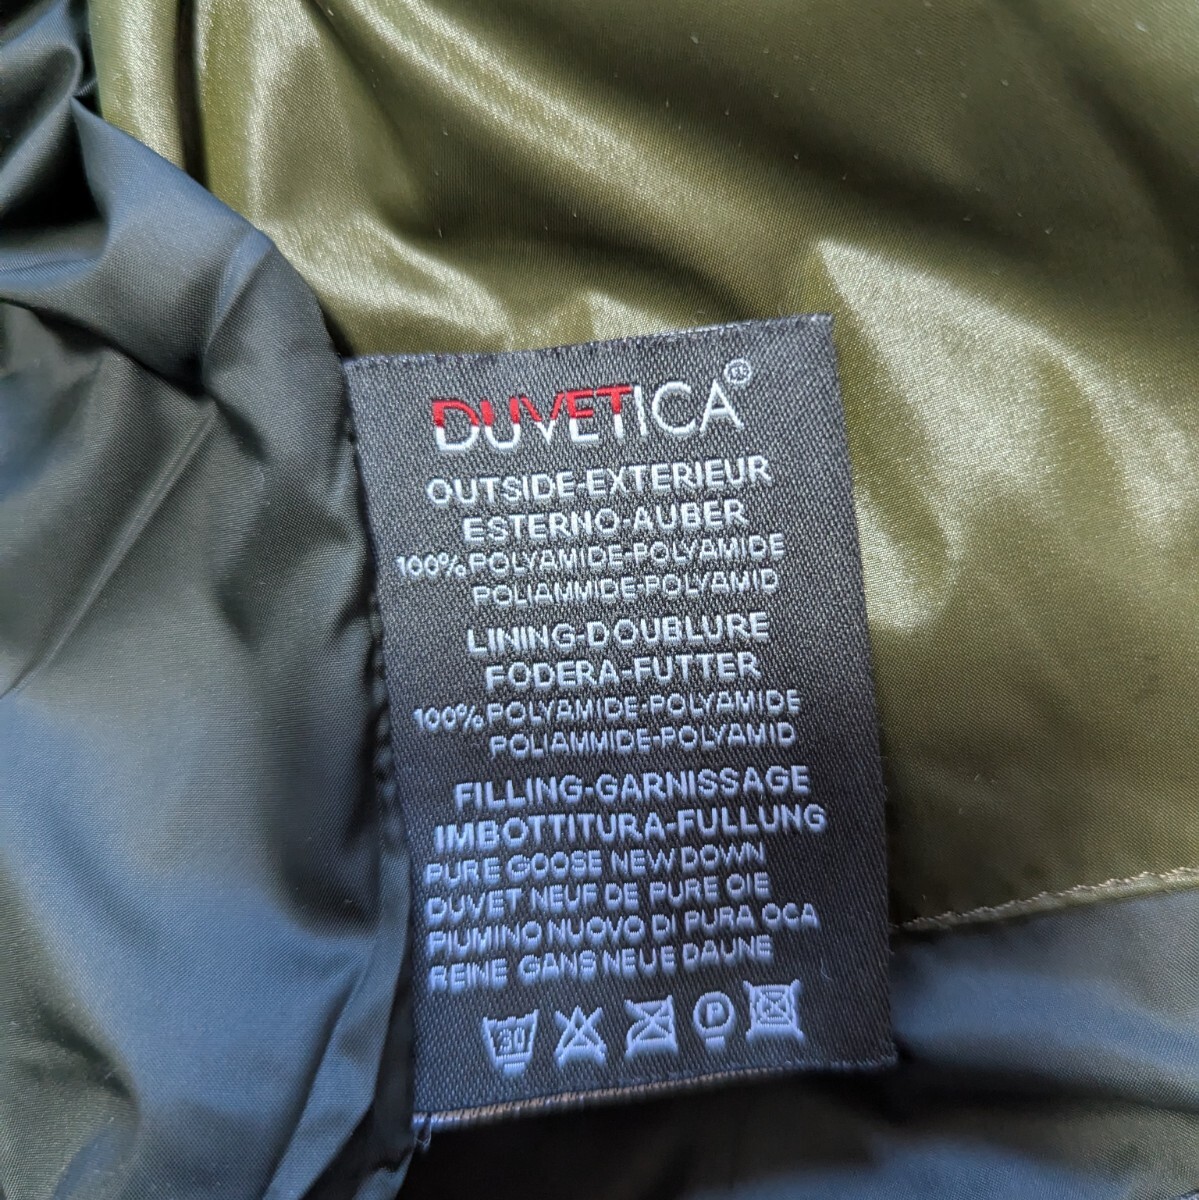 DUVETICA
OUTSIDE-EXTERIEUR
ESTERNO-AUBER
100% POLYAMIDE-POLYAMIDE
POLIAMMIDE-POLYAMID
LINING-DOUBLURE
FODERA-FUTTER
100% POLYAMIDE-POLYAMIDE
POLIAMMIDE-POLYAMID
FILLING-GARNISSAGE
IMBOTTITURA-FULLUNG
PURE GOOSE NEW DOWN
DUVET NEUF DE PURE OIE
PIUMINO NUOVO DI PURA OCA
REINE GANS NEUE DAUNE
30 P